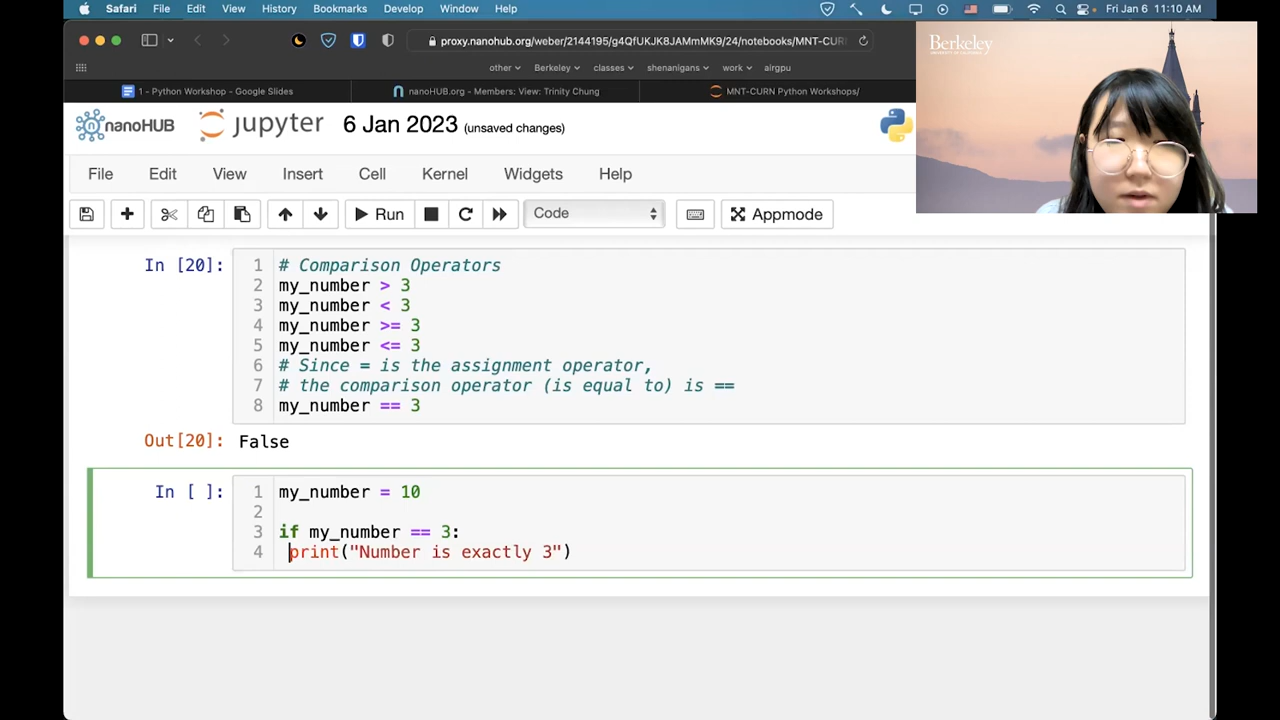 Safari File Edit View History Bookmarks Develop Window Help Fri Jan 6 11:10 AM
proxy.nanohub.org/weber/2144195/g4QfUKJK8JAMmMK9/24/notebooks/MNT-CURN
other Berkeley classes shenanigans work airgpu
1 - Python Workshop - Google Slides nanoHUB.org - Members: View: Trinity Chung MNT-CURN Python Workshops/
Berkeley
nanoHUB jupyter 6 Jan 2023 (unsaved changes)
File Edit View Insert Cell Kernel Widgets Help
Run Code Appmode
In [20]:
1 # Comparison Operators
2 my_number > 3
3 my_number < 3
4 my_number >= 3
5 my_number <= 3
6 # Since = is the assignment operator,
7 # the comparison operator (is equal to) is ==
8 my_number == 3
Out[20]: False
In [ ]:
1 my_number = 10
2
3 if my_number == 3:
4 print("Number is exactly 3")